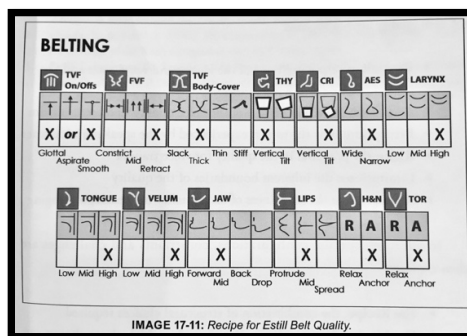 BELTING
TVF On/Offs FVF TVF Body-Cover THY CRI AES LARYNX
X or X X X X X X X
Glottal Constrict Slack Thin Stiff Vertical Vertical Wide Low Mid High
Aspirate Mid Thick Tilt Tilt Narrow
Smooth Retract
TONGUE VELUM JAW LIPS H&N TOR
R A R A
X X X X X X
Low Mid High Low Mid High Forward Back Protrude Relax Relax
Mid Drop Mid Anchor Anchor
Spread
IMAGE 17-11: Recipe for Estill Belt Quality.